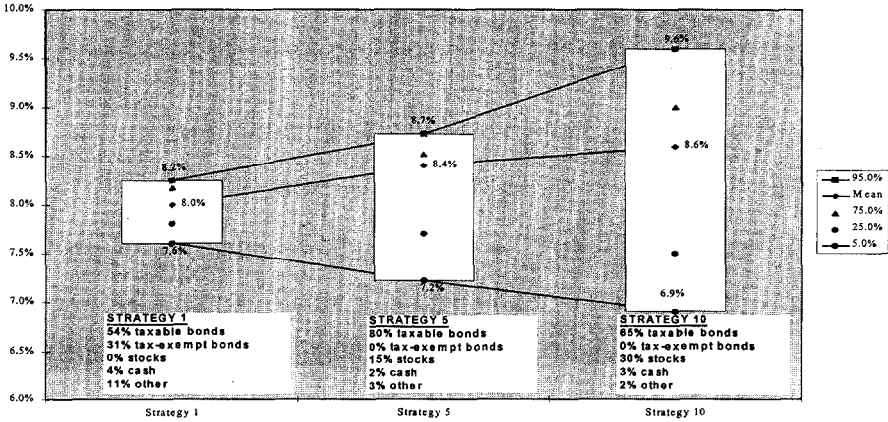 10.0%
9.5%
9.0%
8.5%
8.0%
7.5%
7.0%
6.5%
6.0%
8.2%
8.0%
7.6%
8.7%
8.4%
7.2%
9.6%
8.6%
6.9%
STRATEGY 1
54% taxable bonds
31% tax-exempt bonds
0% stocks
4% cash
11% other
STRATEGY 5
80% taxable bonds
0% tax-exempt bonds
15% stocks
2% cash
3% other
STRATEGY 10
65% taxable bonds
0% tax-exempt bonds
30% stocks
3% cash
2% other
Strategy 1
Strategy 5
Strategy 10
95.0%
Mean
75.0%
25.0%
5.0%